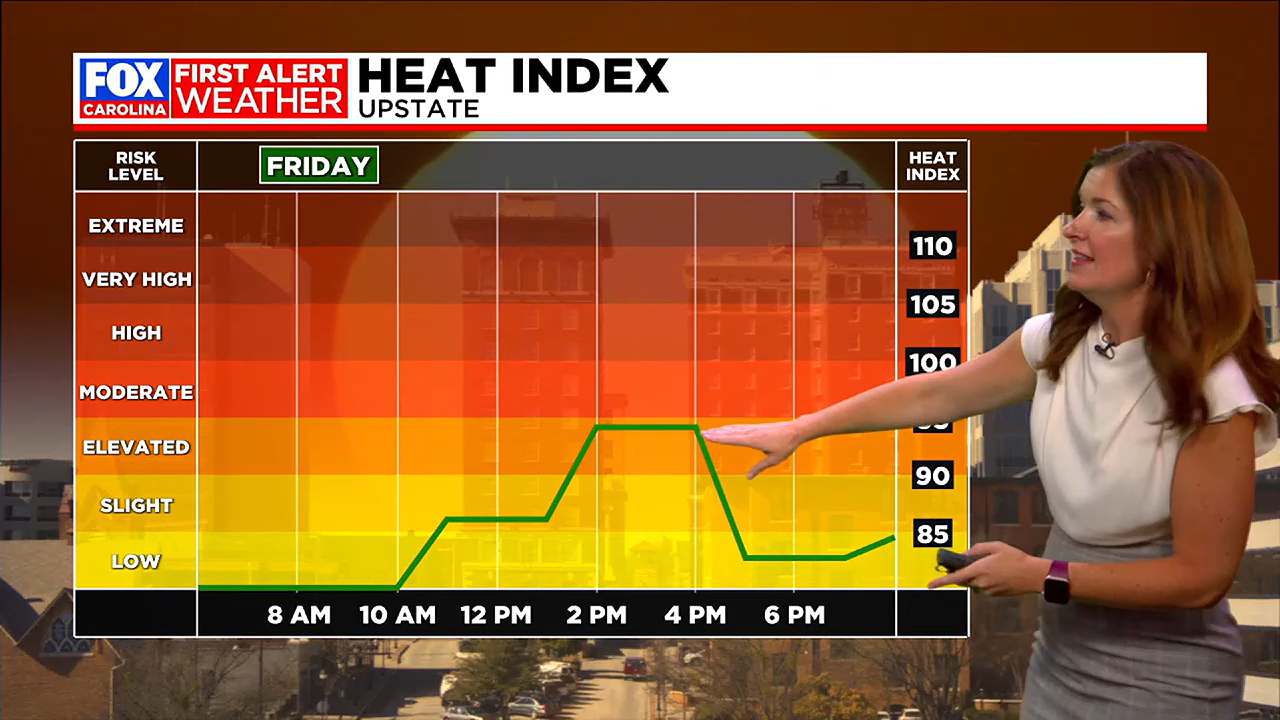 FOX
CAROLINA
FIRST ALERT
WEATHER
HEAT INDEX
UPSTATE
RISK
LEVEL
FRIDAY
HEAT
INDEX
EXTREME
VERY HIGH
HIGH
MODERATE
ELEVATED
SLIGHT
LOW
110
105
100
90
85
8 AM
10 AM
12 PM
2 PM
4 PM
6 PM